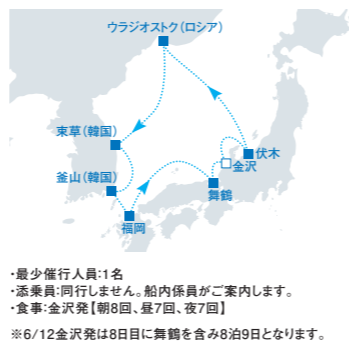 ウラジオストク（ロシア）
束草（韓国）
伏木
金沢
釜山（韓国）
舞鶴
福岡
・最少催行人員：1名
・添乗員：同行しません。船内係員がご案内します。
・食事：金沢発【朝8回、昼7回、夜7回】
※6/12金沢発は8日目に舞鶴を含み8泊9日となります。